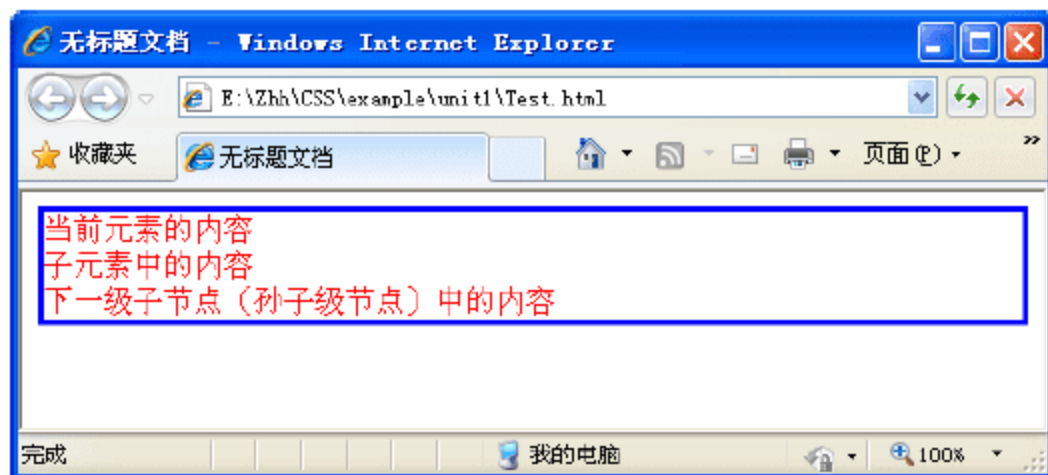 无标题文档 - Windows Internet Explorer
E:\Zhh\CSS\example\unit1\Test.html
收藏夹
无标题文档
页面(P)
»
当前元素的内容
子元素中的内容
下一级子节点（孙子级节点）中的内容
完成
我的电脑
100%